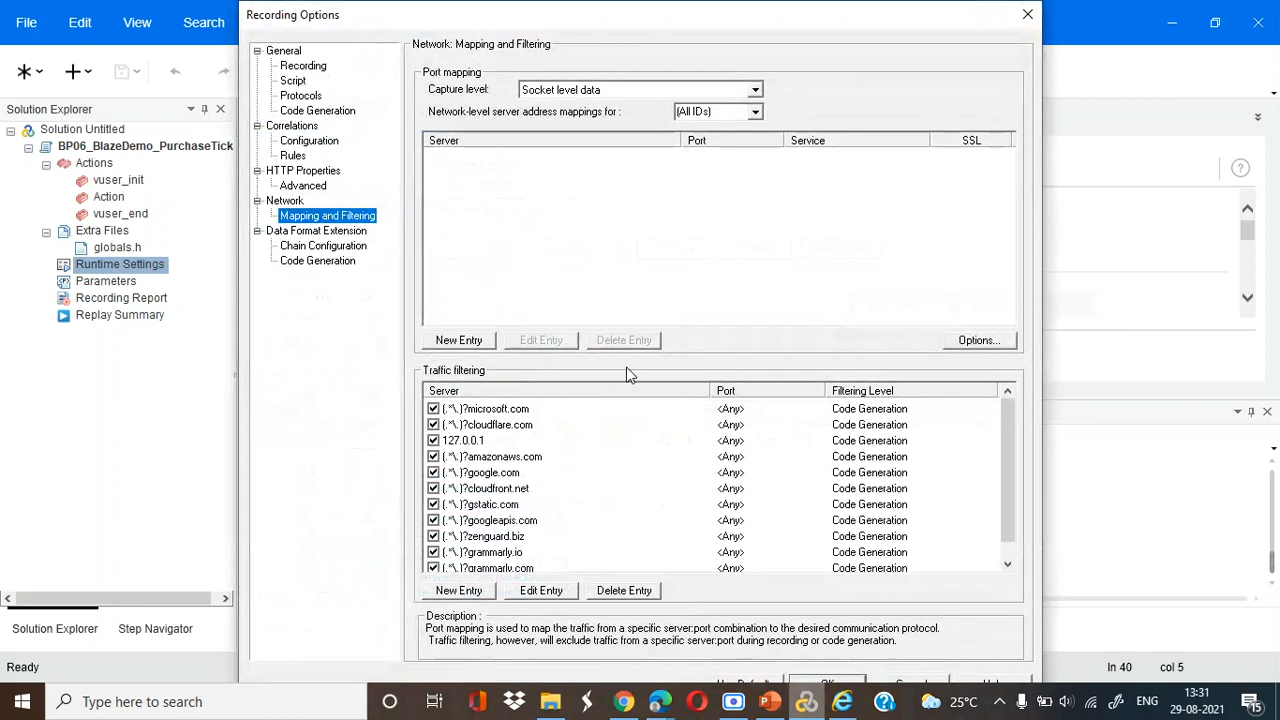 File Edit View Search
Recording Options
Solution Explorer
Solution Untitled
BP06_BlazeDemo_PurchaseTick
Actions
vuser_init
Action
vuser_end
Extra Files
globals.h
Runtime Settings
Parameters
Recording Report
Replay Summary
Solution Explorer Step Navigator
Ready
General
Recording
Script
Protocols
Code Generation
Correlations
Configuration
Rules
HTTP Properties
Advanced
Network
Mapping and Filtering
Data Format Extension
Chain Configuration
Code Generation
Network: Mapping and Filtering
Port mapping
Capture level: Socket level data
Network-level server address mappings for : (All IDs)
Server Port Service SSL
New Entry Edit Entry Delete Entry Options...
Traffic filtering
Server Port Filtering Level
(.*\.)?microsoft.com <Any> Code Generation
(.*\.)?cloudflare.com <Any> Code Generation
127.0.0.1 <Any> Code Generation
(.*\.)?amazonaws.com <Any> Code Generation
(.*\.)?google.com <Any> Code Generation
(.*\.)?cloudfront.net <Any> Code Generation
(.*\.)?gstatic.com <Any> Code Generation
(.*\.)?googleapis.com <Any> Code Generation
(.*\.)?zenguard.biz <Any> Code Generation
(.*\.)?grammarly.io <Any> Code Generation
(.*\.)?grammarly.com <Any> Code Generation
New Entry Edit Entry Delete Entry
Description :
Port mapping is used to map the traffic from a specific server:port combination to the desired communication protocol.
Traffic filtering, however, will exclude traffic from a specific server:port during recording or code generation.
ln 40 col 5
Type here to search
25°C
ENG
13:31
29-08-2021
15